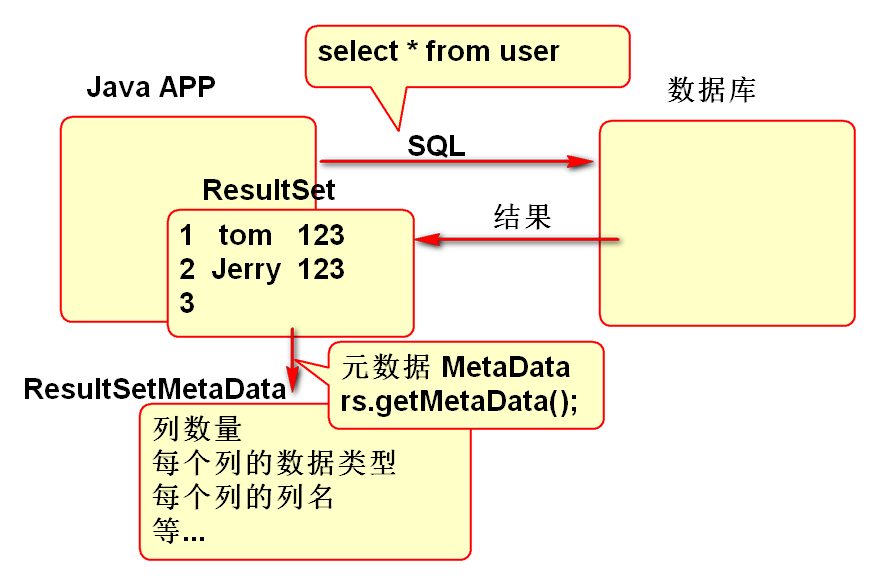 select * from user
Java APP
数据库
SQL
ResultSet
结果
1 tom 123
2 Jerry 123
3
元数据 MetaData
rs.getMetaData();
ResultSetMetaData
列数量
每个列的数据类型
每个列的列名
等...